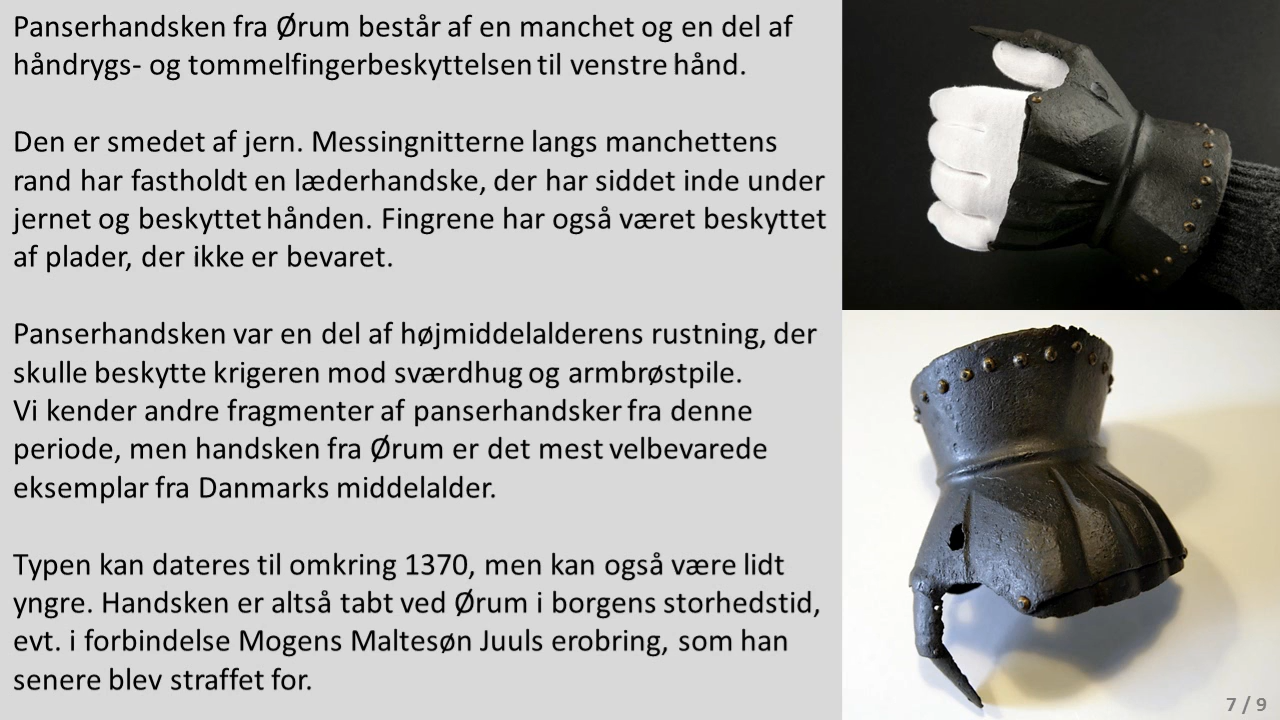 Panserhandsken fra Ørum består af en manchet og en del af
håndrygs- og tommelfingerbeskyttelsen til venstre hånd.
Den er smedet af jern. Messingnitterne langs manchettens
rand har fastholdt en læderhandske, der har siddet inde under
jernet og beskyttet hånden. Fingrene har også været beskyttet
af plader, der ikke er bevaret.
Panserhandsken var en del af højmiddelalderens rustning, der
skulle beskytte krigeren mod sværdhug og armbrøstpile.
Vi kender andre fragmenter af panserhandsker fra denne
periode, men handsken fra Ørum er det mest velbevarede
eksemplar fra Danmarks middelalder.
Typen kan dateres til omkring 1370, men kan også være lidt
yngre. Handsken er altså tabt ved Ørum i borgens storhedstid,
evt. i forbindelse Mogens Maltesøn Juuls erobring, som han
senere blev straffet for.
7 / 9